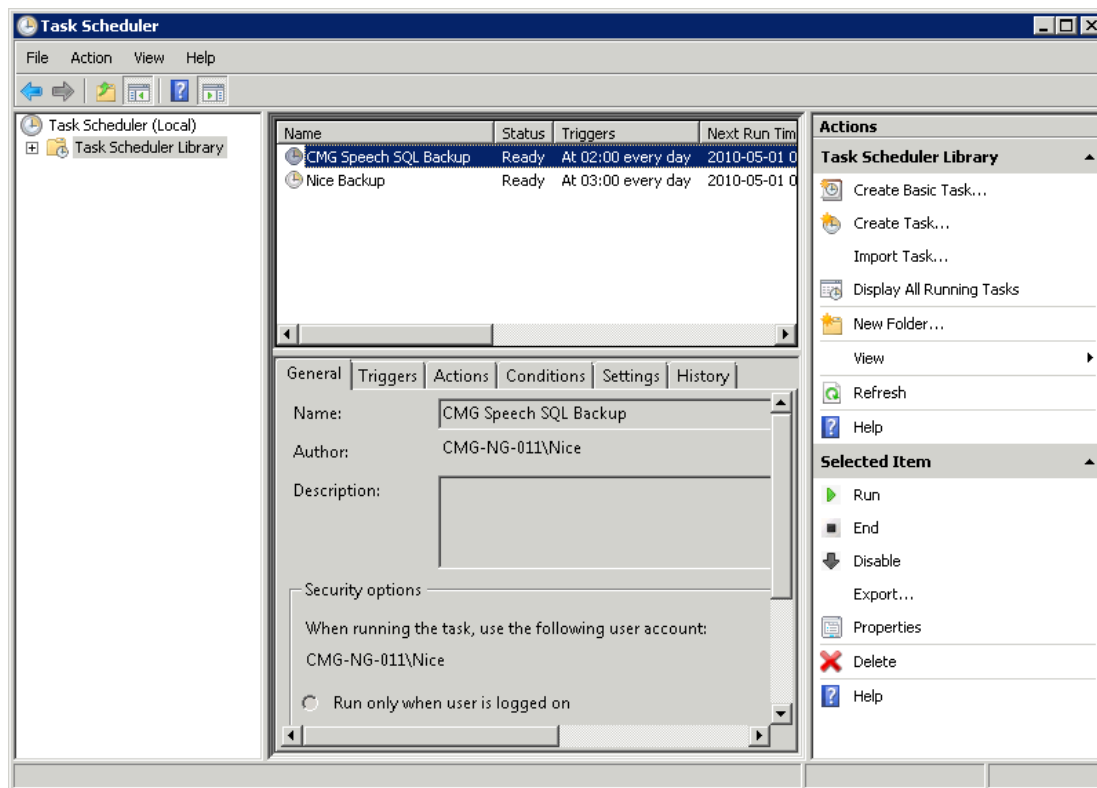 Task Scheduler
File Action View Help
Task Scheduler (Local)
Task Scheduler Library
Name Status Triggers Next Run Tim
CMG Speech SQL Backup Ready At 02:00 every day 2010-05-01 0
Nice Backup Ready At 03:00 every day 2010-05-01 0
General Triggers Actions Conditions Settings History
Name: CMG Speech SQL Backup
Author: CMG-NG-011\Nice
Description:
Security options
When running the task, use the following user account:
CMG-NG-011\Nice
Run only when user is logged on
Actions
Task Scheduler Library
Create Basic Task...
Create Task...
Import Task...
Display All Running Tasks
New Folder...
View
Refresh
Help
Selected Item
Run
End
Disable
Export...
Properties
Delete
Help